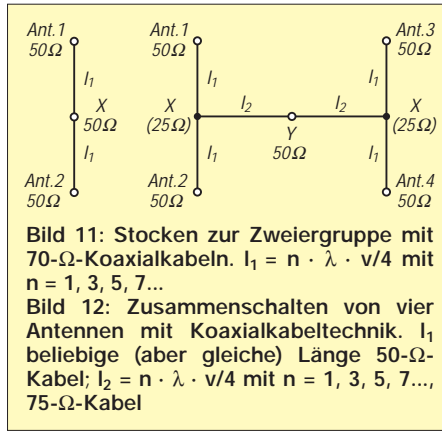 Ant.1 Ant.1 Ant.3
50Ω 50Ω 50Ω
l₁ l₁ l₁
X X l₂ l₂ X
50Ω (25Ω) Y (25Ω)
l₁ l₁ 50Ω l₁
Ant.2 Ant.2 Ant.4
50Ω 50Ω 50Ω
Bild 11: Stocken zur Zweiergruppe mit
70-Ω-Koaxialkabeln. l₁ = n · λ · v/4 mit
n = 1, 3, 5, 7...
Bild 12: Zusammenschalten von vier
Antennen mit Koaxialkabeltechnik. l₁
beliebige (aber gleiche) Länge 50-Ω-
Kabel; l₂ = n · λ · v/4 mit n = 1, 3, 5, 7...,
75-Ω-Kabel